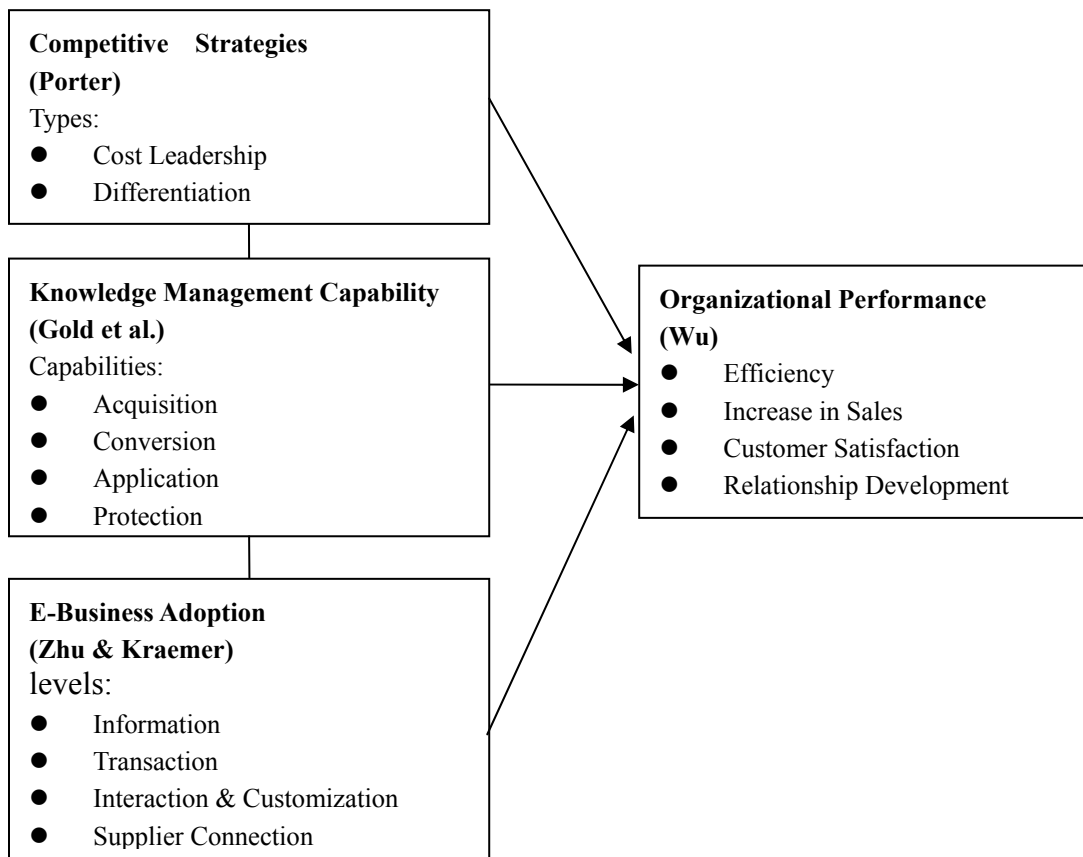 Competitive Strategies
(Porter)
Types:
● Cost Leadership
● Differentiation
Knowledge Management Capability
(Gold et al.)
Capabilities:
● Acquisition
● Conversion
● Application
● Protection
E-Business Adoption
(Zhu & Kraemer)
levels:
● Information
● Transaction
● Interaction & Customization
● Supplier Connection
Organizational Performance
(Wu)
● Efficiency
● Increase in Sales
● Customer Satisfaction
● Relationship Development